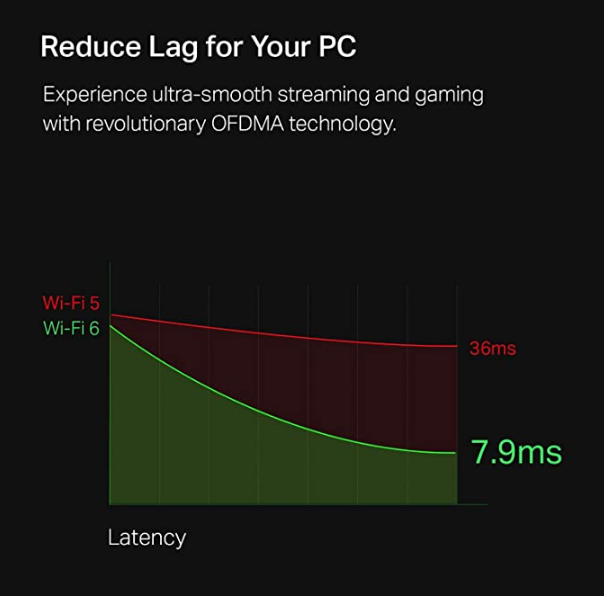 Reduce Lag for Your PC
Experience ultra-smooth streaming and gaming
with revolutionary OFDMA technology.
Wi-Fi 5
Wi-Fi 6
36ms
7.9ms
Latency